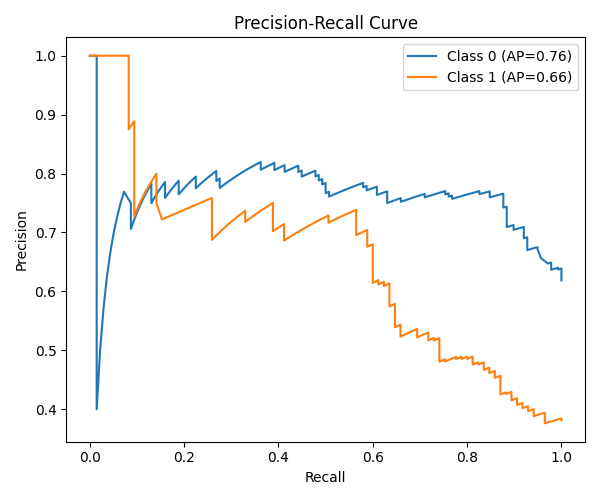 Precision-Recall Curve
Class 0 (AP=0.76)
Class 1 (AP=0.66)
Precision
1.0
0.9
0.8
0.7
0.6
0.5
0.4
0.0 0.2 0.4 0.6 0.8 1.0
Recall